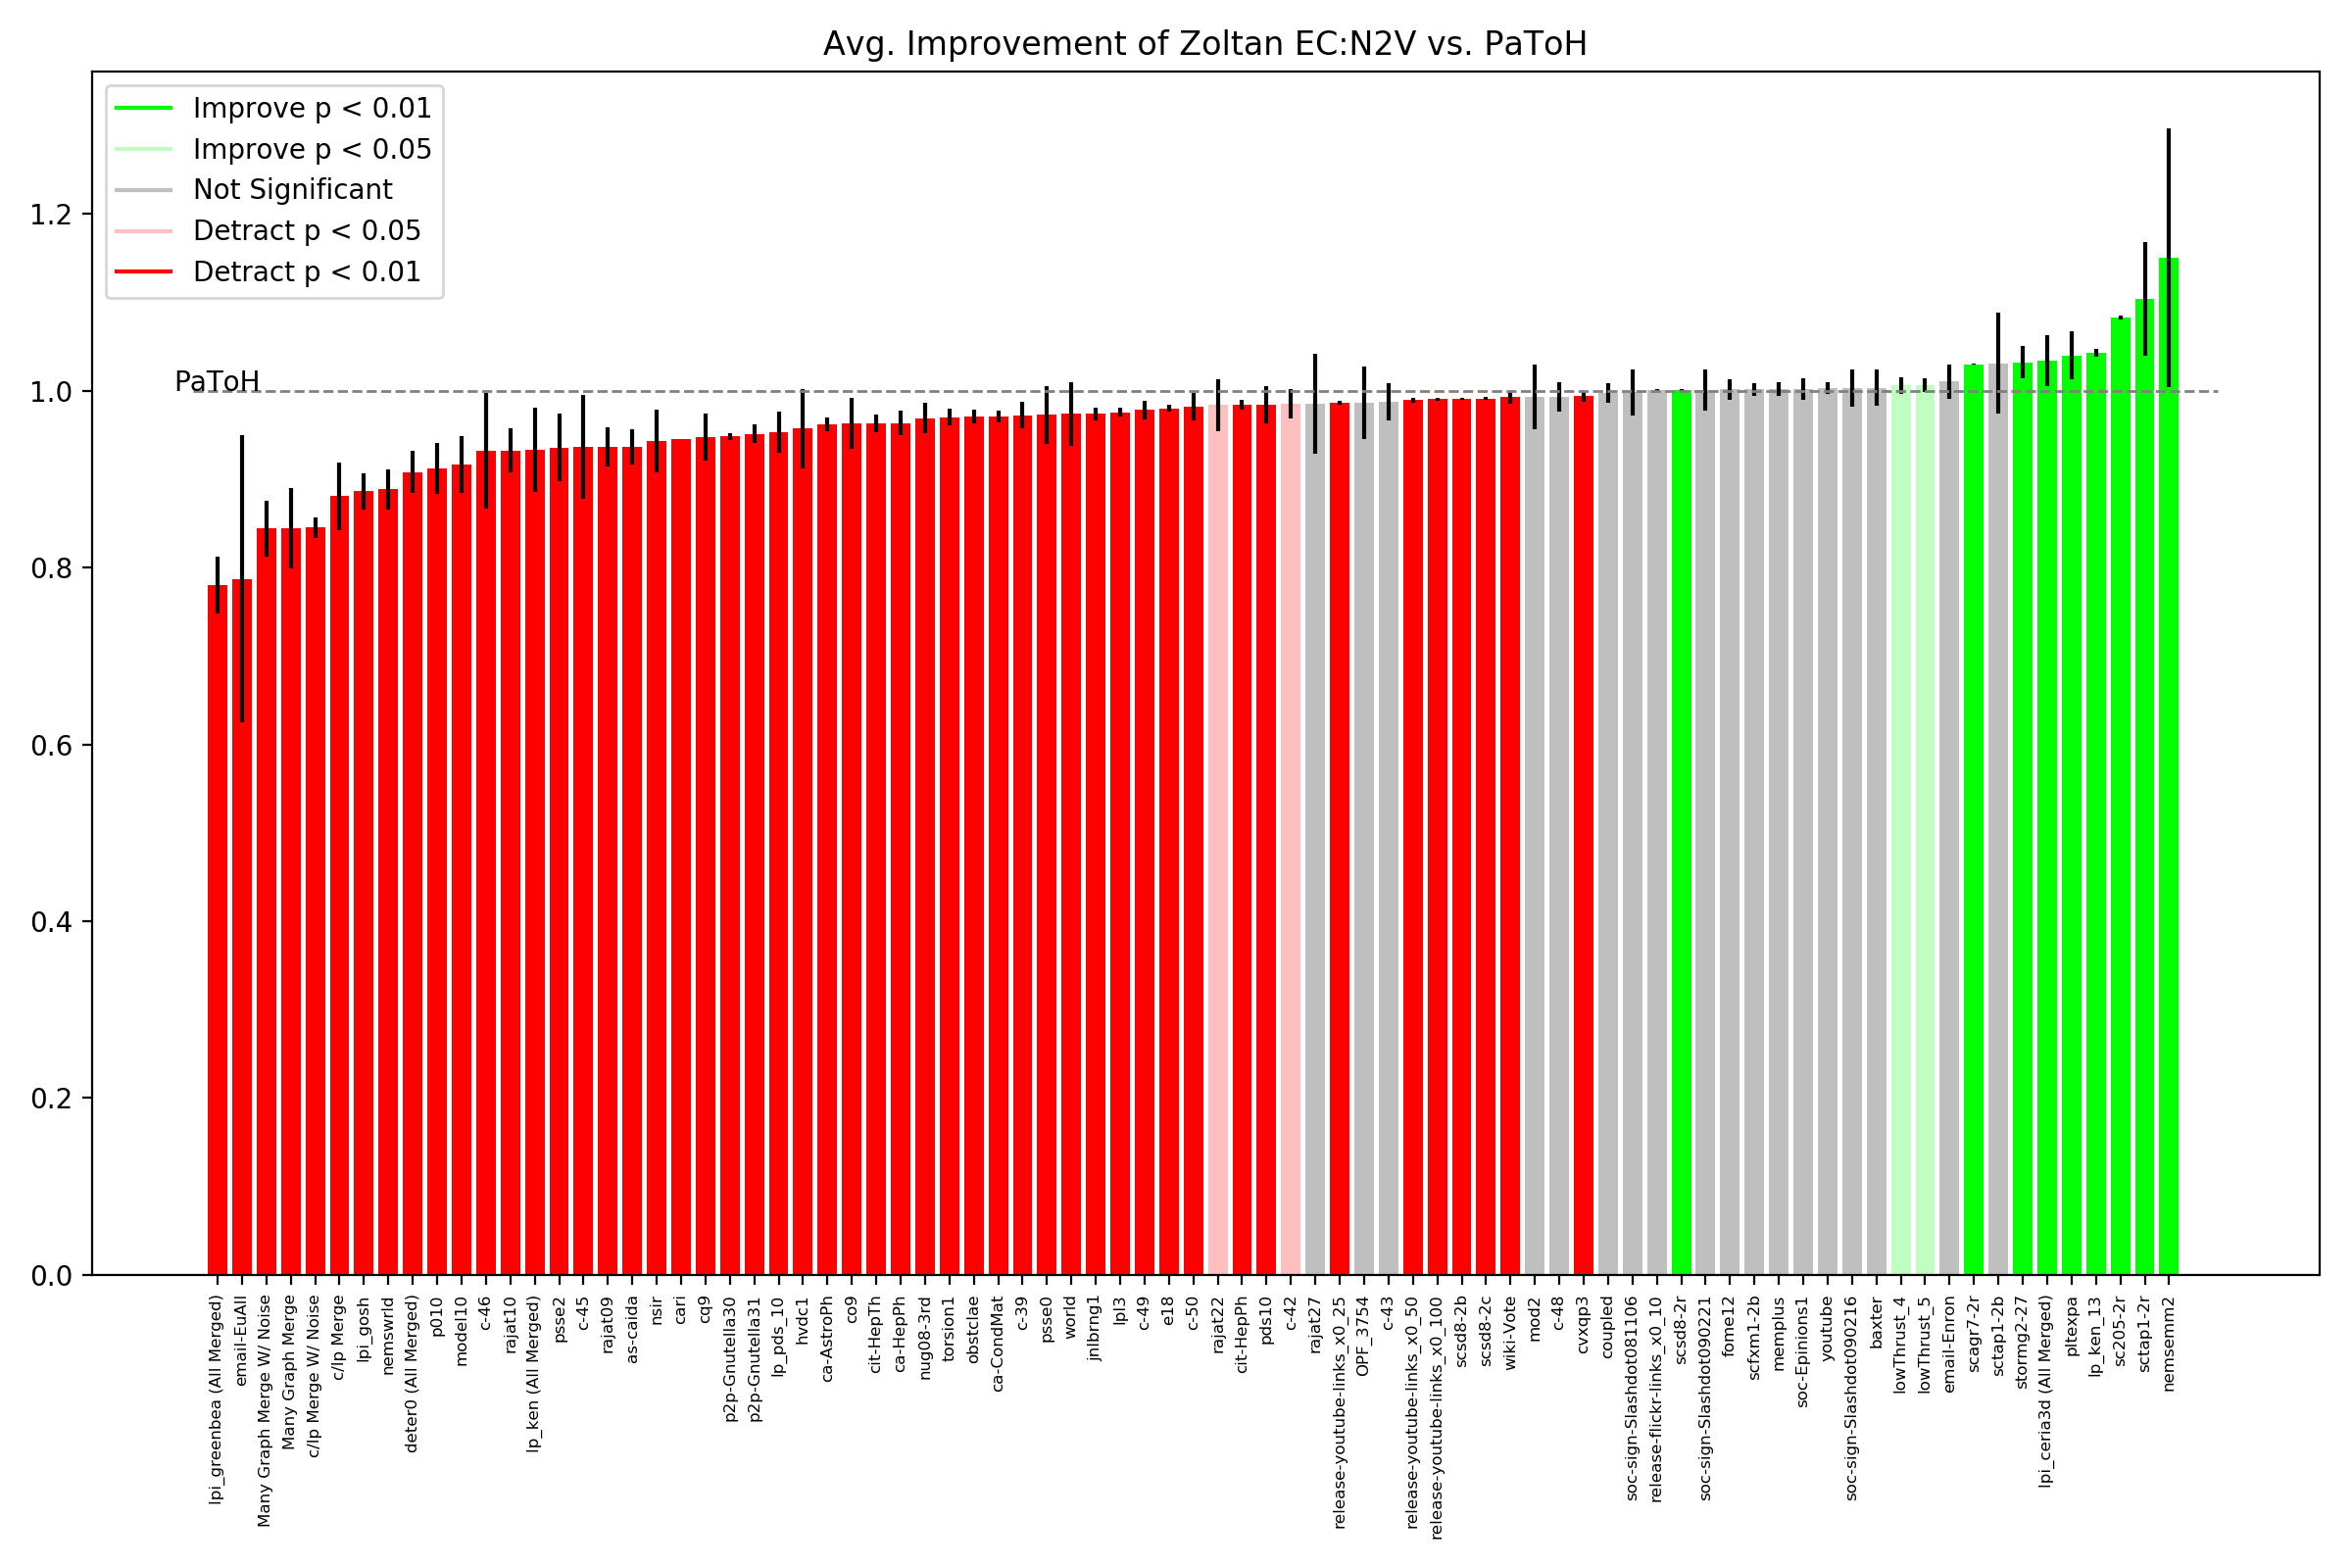 Avg. Improvement of Zoltan EC:N2V vs. PaToH
Improve p < 0.01
Improve p < 0.05
Not Significant
Detract p < 0.05
Detract p < 0.01
1.2
1.0
0.8
0.6
0.4
0.2
0.0
PaToH
lpi_greenbea (All Merged)
email-EuAll
Many Graph Merge W/ Noise
Many Graph Merge
c/lp Merge W/ Noise
c/lp Merge
lpi_gosh
nemswrld
deter0 (All Merged)
p010
model10
c-46
rajat10
lp_ken (All Merged)
psse2
c-45
rajat09
as-caida
nsir
cari
cq9
p2p-Gnutella30
p2p-Gnutella31
lp_pds_10
hvdc1
ca-AstroPh
co9
cit-HepTh
ca-HepPh
nug08-3rd
torsion1
obstclae
ca-CondMat
c-39
psse0
world
jnlbrng1
lpl3
c-49
e18
c-50
rajat22
cit-HepPh
pds10
c-42
rajat27
release-youtube-links_x0_25
OPF_3754
c-43
release-youtube-links_x0_50
release-youtube-links_x0_100
scsd8-2b
scsd8-2c
wiki-Vote
mod2
c-48
cvxqp3
coupled
soc-sign-Slashdot081106
release-flickr-links_x0_10
scsd8-2r
soc-sign-Slashdot090221
fome12
scfxm1-2b
memplus
soc-Epinions1
youtube
soc-sign-Slashdot090216
baxter
lowThrust_4
lowThrust_5
email-Enron
scagr7-2r
sctap1-2b
stormg2-27
lpi_ceria3d (All Merged)
pltexpa
lp_ken_13
sc205-2r
sctap1-2r
nemsemm2